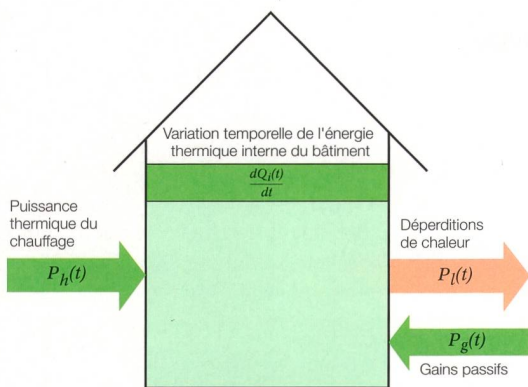 Variation temporelle de l'énergie
thermique interne du bâtiment
dQi(t)
dt
Puissance
thermique du
chauffage
Ph(t)
Déperditions
de chaleur
Pl(t)
Pg(t)
Gains passifs